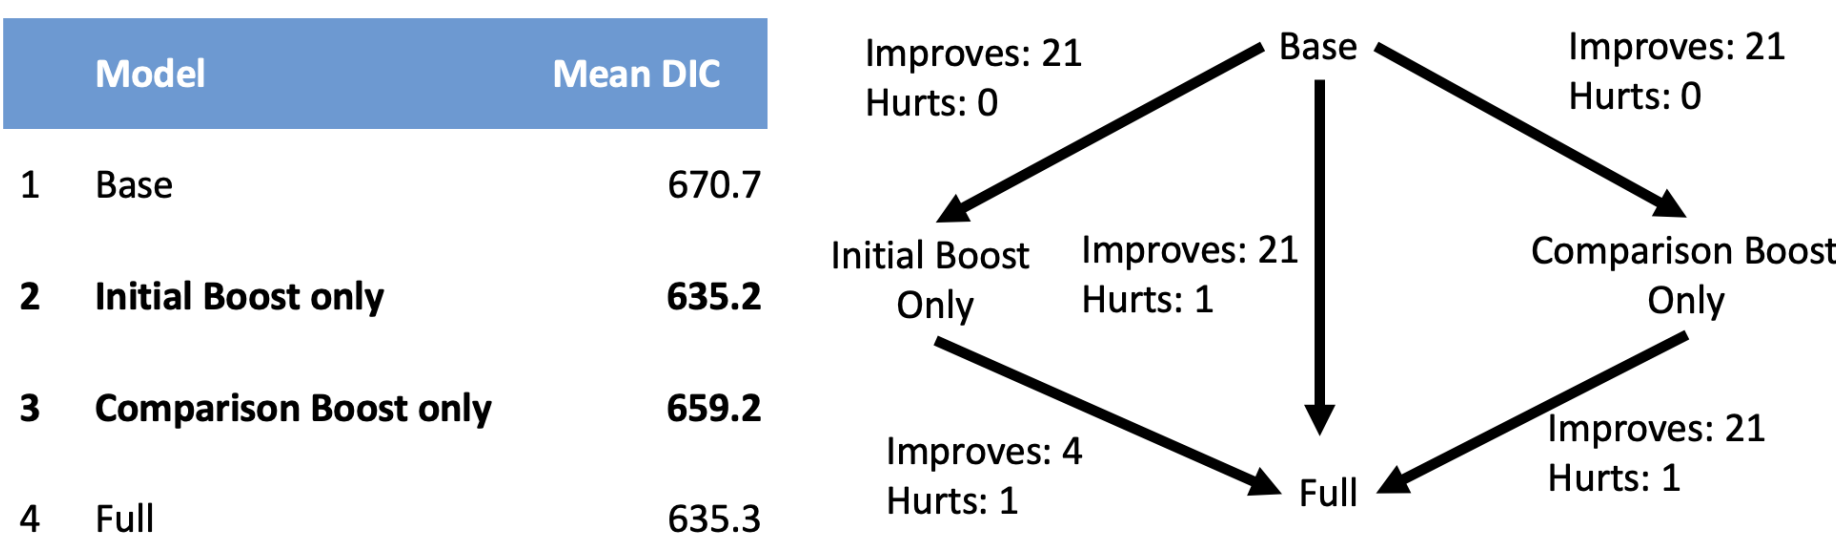 Model Mean DIC
1 Base 670.7
2 Initial Boost only 635.2
3 Comparison Boost only 659.2
4 Full 635.3
Base
Improves: 21
Hurts: 0
Improves: 21
Hurts: 0
Initial Boost
Only
Improves: 21
Hurts: 1
Comparison Boost
Only
Improves: 4
Hurts: 1
Full
Improves: 21
Hurts: 1